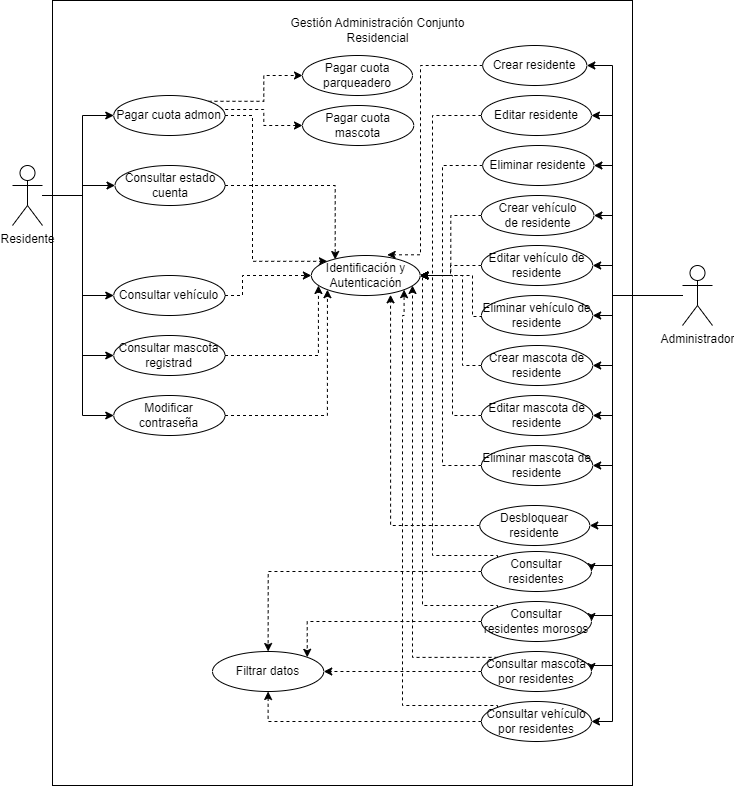 Gestión Administración Conjunto
Residencial
Pagar cuota
parqueadero
Pagar cuota admon
Pagar cuota
mascota
Consultar estado
cuenta
Residente
Identificación y
Autenticación
Consultar vehículo
Consultar mascota
registrad
Modificar
contraseña
Crear residente
Editar residente
Eliminar residente
Crear vehículo
de residente
Editar vehículo de
residente
Eliminar vehículo de
residente
Administrador
Crear mascota de
residente
Editar mascota de
residente
Eliminar mascota de
residente
Desbloquear
residente
Consultar
residentes
Consultar
residentes morosos
Filtrar datos
Consultar mascota
por residentes
Consultar vehículo
por residentes